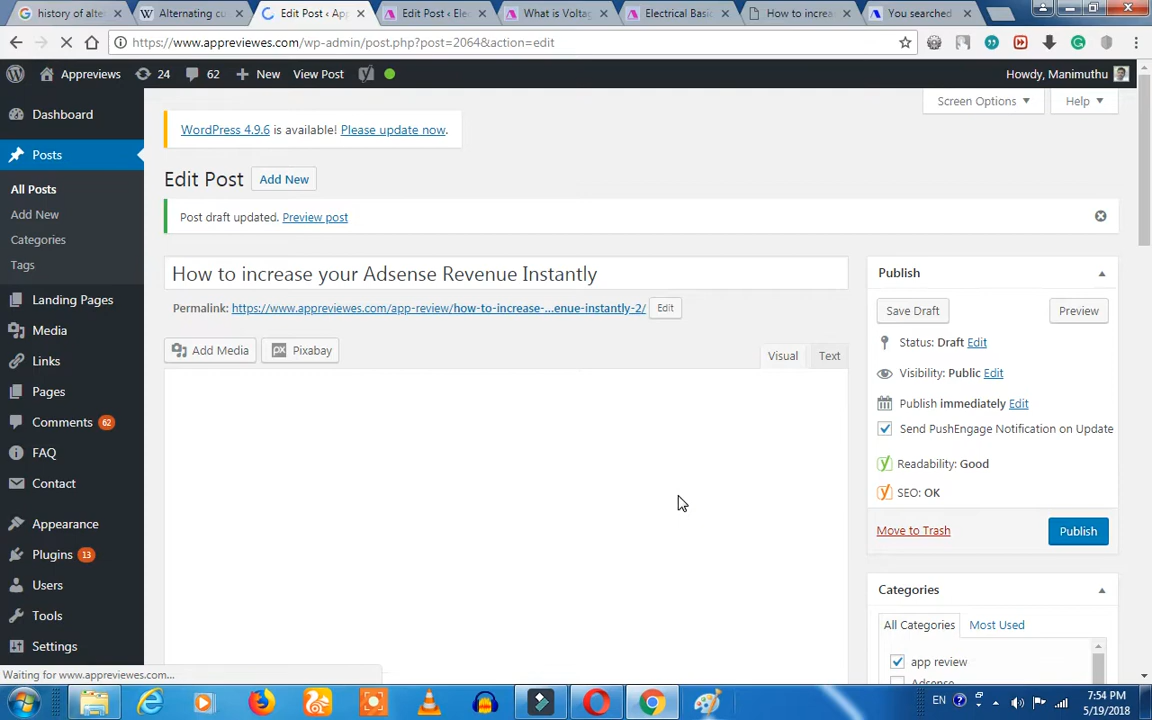 history of alte
Alternating cu
Edit Post ‹ Ap
Edit Post ‹ Elec
What is Voltag
Electrical Basic
How to increa
You searched
https://www.appreviewes.com/wp-admin/post.php?post=2064&action=edit
Appreviews 24 62 New View Post
Howdy, Manimuthu
Dashboard
Posts
All Posts
Add New
Categories
Tags
Landing Pages
Media
Links
Pages
Comments 62
FAQ
Contact
Appearance
Plugins 13
Users
Tools
Settings
Screen Options
Help
WordPress 4.9.6 is available! Please update now.
Edit Post Add New
Post draft updated. Preview post
How to increase your Adsense Revenue Instantly
Permalink: https://www.appreviewes.com/app-review/how-to-increase-...enue-instantly-2/ Edit
Add Media
px Pixabay
Visual Text
Publish
Save Draft Preview
Status: Draft Edit
Visibility: Public Edit
Publish immediately Edit
Send PushEngage Notification on Update
Readability: Good
SEO: OK
Move to Trash Publish
Categories
All Categories Most Used
app review
Adsense
Waiting for www.appreviewes.com...
EN
7:54 PM
5/19/2018